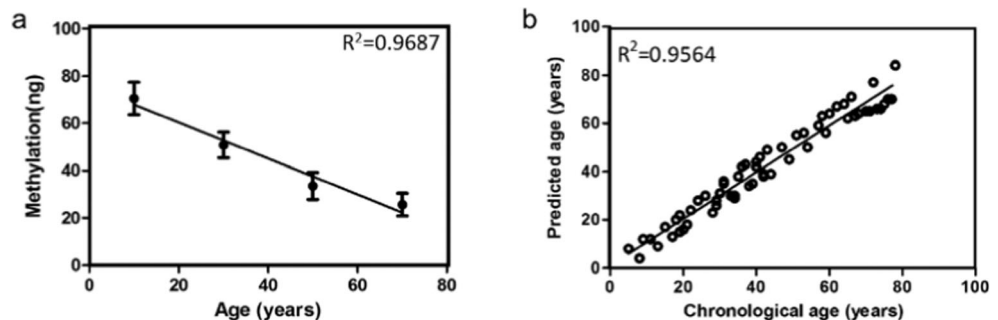 a
R²=0.9687
Methylation(ng)
100
80
60
40
20
0
0 20 40 60 80
Age (years)
b
R²=0.9564
Predicted age (years)
100
80
60
40
20
0
0 20 40 60 80 100
Chronological age (years)